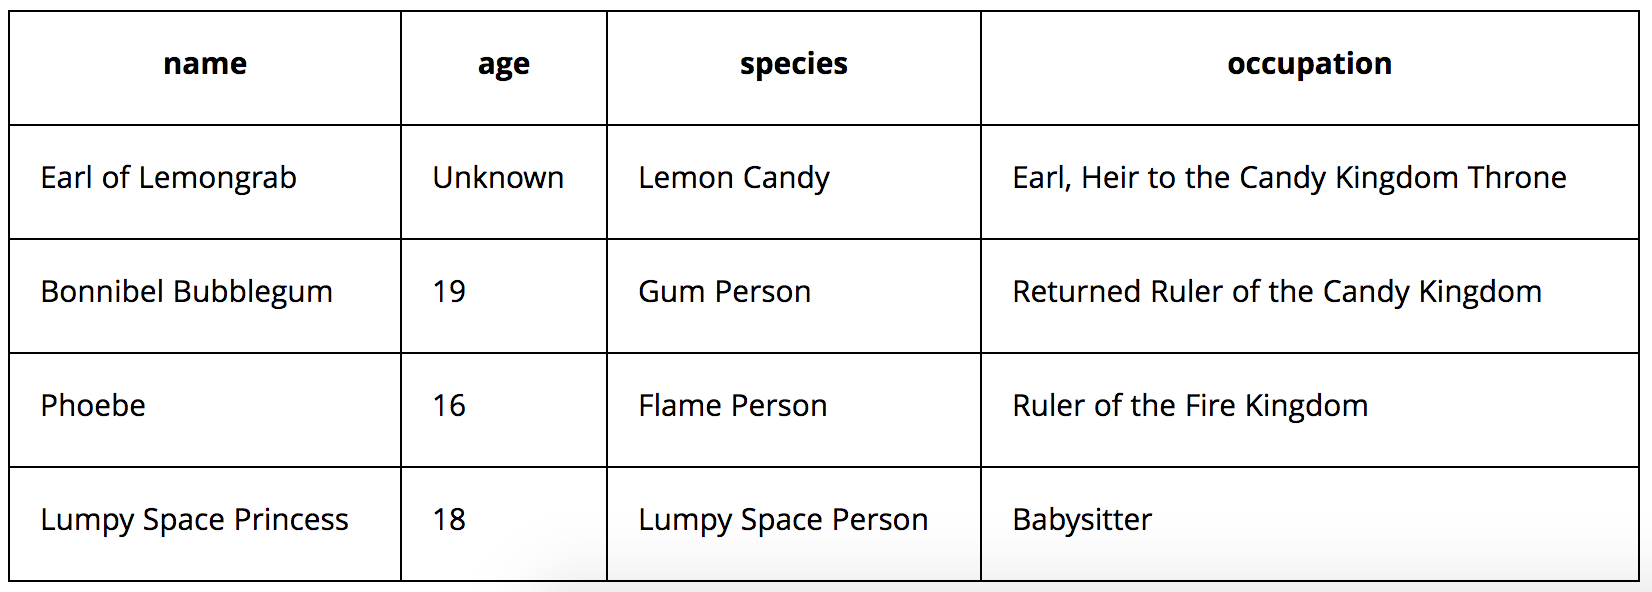 name age species occupation
Earl of Lemongrab Unknown Lemon Candy Earl, Heir to the Candy Kingdom Throne
Bonnibel Bubblegum 19 Gum Person Returned Ruler of the Candy Kingdom
Phoebe 16 Flame Person Ruler of the Fire Kingdom
Lumpy Space Princess 18 Lumpy Space Person Babysitter